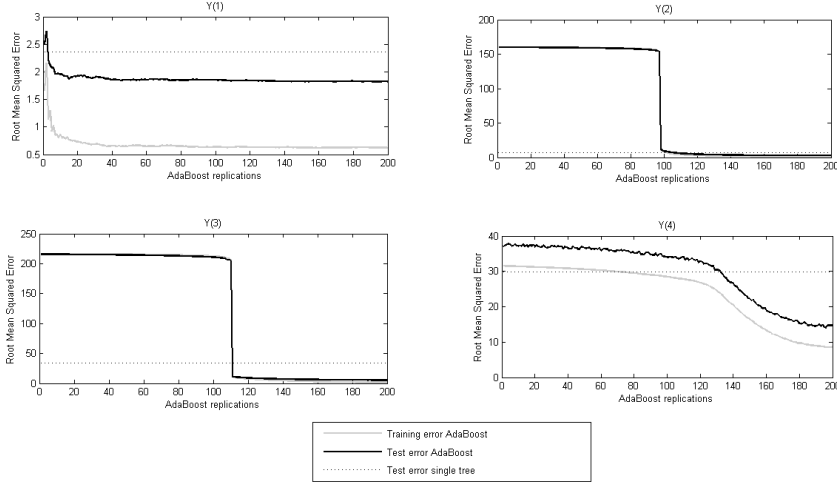 Y(1)
Root Mean Squared Error
3
2.5
2
1.5
1
0.5
0 20 40 60 80 100 120 140 160 180 200
AdaBoost replications
Y(2)
Root Mean Squared Error
200
150
100
50
0
0 20 40 60 80 100 120 140 160 180 200
AdaBoost replications
Y(3)
Root Mean Squared Error
250
200
150
100
50
0
0 20 40 60 80 100 120 140 160 180 200
AdaBoost replications
Y(4)
Root Mean Squared Error
40
30
20
10
0
0 20 40 60 80 100 120 140 160 180 200
AdaBoost replications
Training error AdaBoost
Test error AdaBoost
Test error single tree